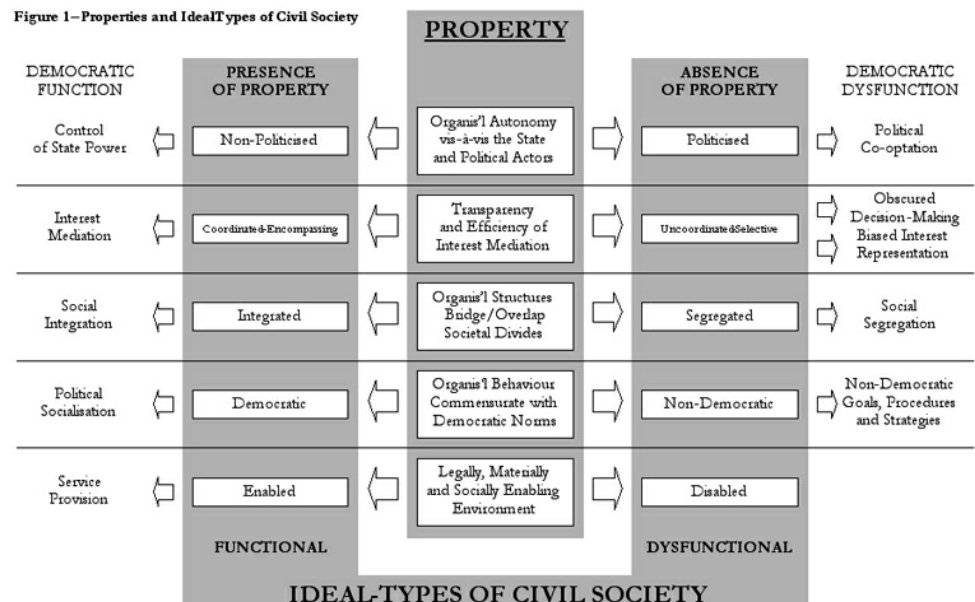 Figure 1–Properties and IdealTypes of Civil Society
PROPERTY
DEMOCRATIC
FUNCTION
PRESENCE
OF PROPERTY
ABSENCE
OF PROPERTY
DEMOCRATIC
DYSFUNCTION
Control
of State Power
Non-Politicised
Organis'l Autonomy
vis-à-vis the State
and Political Actors
Politicised
Political
Co-optation
Interest
Mediation
Coordinated-Encompassing
Transparency
and Efficiency of
Interest Mediation
UncoordinatedSelective
Obscured
Decision-Making
Biased Interest
Representation
Social
Integration
Integrated
Organis'l Structures
Bridge/Overlap
Societal Divides
Segregated
Social
Segregation
Political
Socialisation
Democratic
Organis'l Behaviour
Commensurate with
Democratic Norms
Non-Democratic
Non-Democratic
Goals, Procedures
and Strategies
Service
Provision
Enabled
Legally, Materially
and Socially Enabling
Environment
Disabled
FUNCTIONAL
DYSFUNCTIONAL
IDEAL-TYPES OF CIVIL SOCIETY